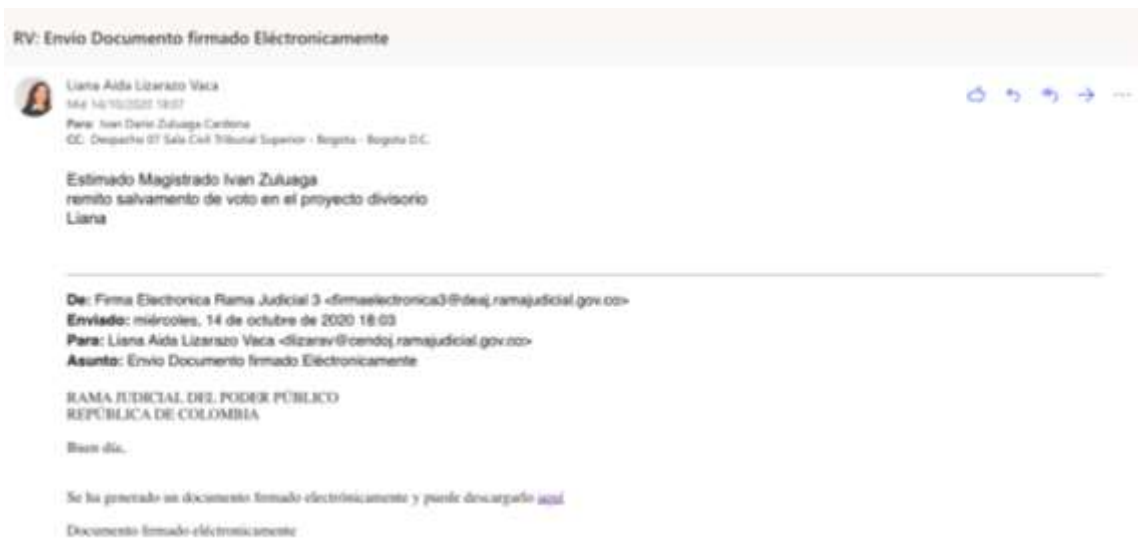 RV: Envio Documento firmado Eléctronicamente
Liana Aida Lizarazo Vaca
Mié 14/10/2020 18:07
Para: Ivan Dario Zuluaga Cardona
CC: Despacho 07 Sala Civil Tribunal Superior - Bogota - Bogota D.C.
Estimado Magistrado Ivan Zuluaga
remito salvamento de voto en el proyecto divisorio
Liana
De: Firma Electronica Rama Judicial 3 <firmaelectronica3@deaj.ramajudicial.gov.co>
Enviado: miércoles, 14 de octubre de 2020 18:03
Para: Liana Aida Lizarazo Vaca <llizarav@cendoj.ramajudicial.gov.co>
Asunto: Envio Documento firmado Eléctronicamente
RAMA JUDICIAL DEL PODER PÚBLICO
REPÚBLICA DE COLOMBIA
Buen día,
Se ha generado un documento firmado electrónicamente y puede descargarlo aquí
Documento firmado eléctronicamente